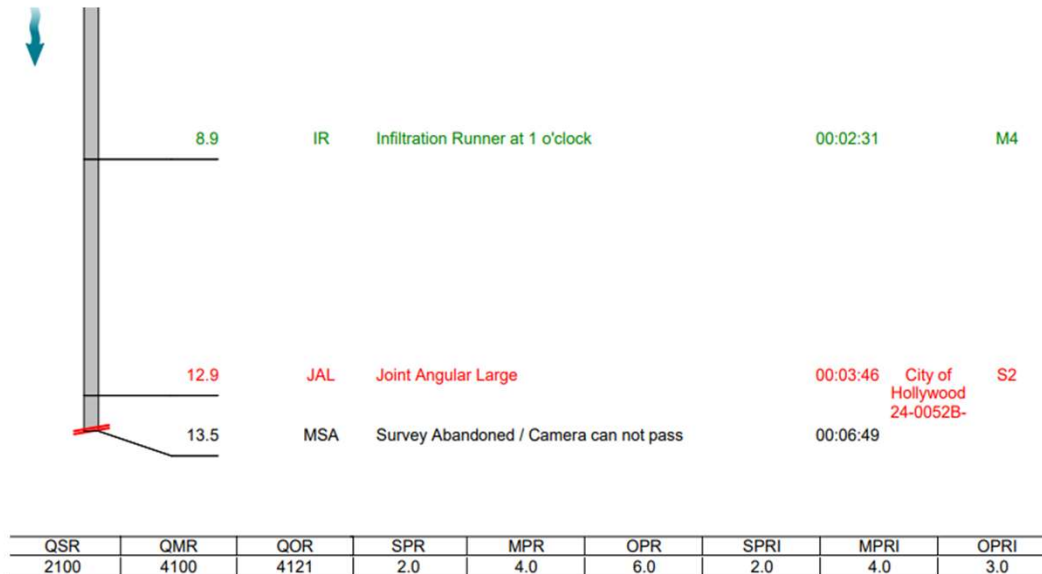 8.9 IR Infiltration Runner at 1 o'clock 00:02:31 M4
12.9 JAL Joint Angular Large 00:03:46 City of S2
Hollywood
24-0052B-
13.5 MSA Survey Abandoned / Camera can not pass 00:06:49
QSR QMR QOR SPR MPR OPR SPRI MPRI OPRI
2100 4100 4121 2.0 4.0 6.0 2.0 4.0 3.0